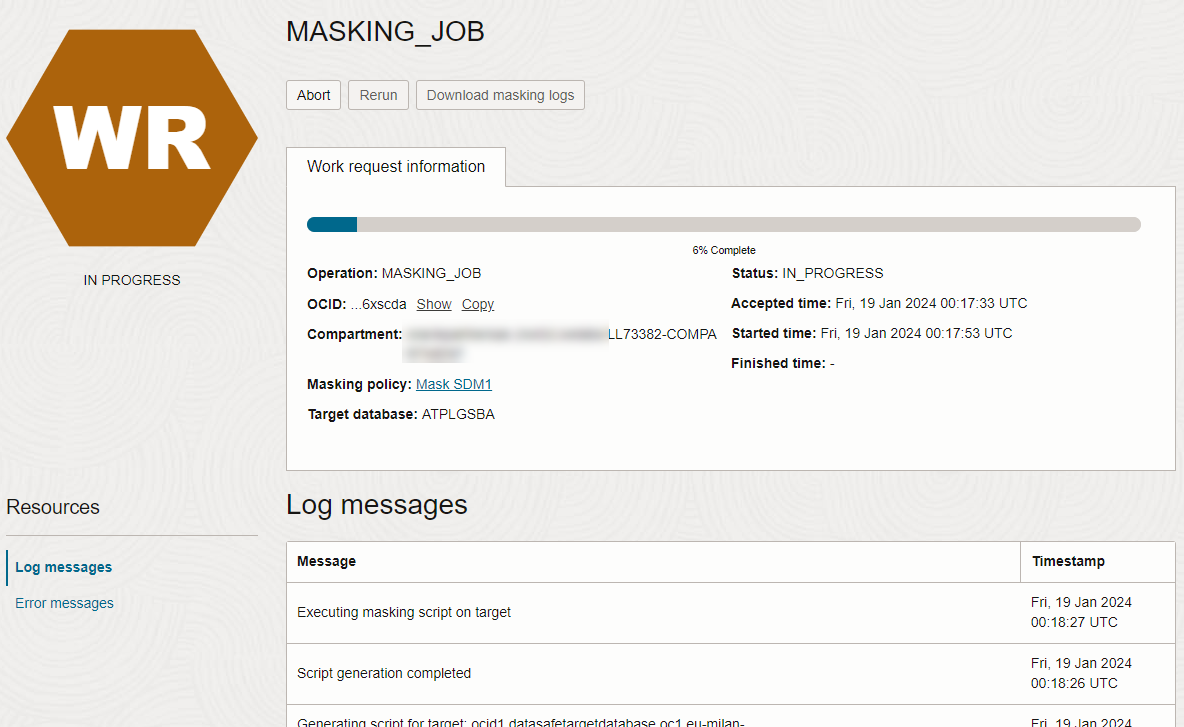 WR
IN PROGRESS
MASKING_JOB
Abort Rerun Download masking logs
Work request information
6% Complete
Operation: MASKING_JOB
OCID: ...6xscda Show Copy
Compartment: LL73382-COMPA
Masking policy: Mask SDM1
Target database: ATPLGSBA
Status: IN_PROGRESS
Accepted time: Fri, 19 Jan 2024 00:17:33 UTC
Started time: Fri, 19 Jan 2024 00:17:53 UTC
Finished time: -
Resources
Log messages
Error messages
Log messages
Message Timestamp
Executing masking script on target Fri, 19 Jan 2024
00:18:27 UTC
Script generation completed Fri, 19 Jan 2024
00:18:26 UTC
Generating script for target: ocid1.datasafetargetdatabase.oc1.eu-milan- Fri, 19 Jan 2024